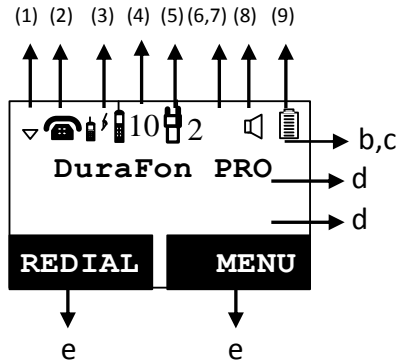 (1) (2) (3) (4) (5) (6,7) (8) (9)
10 2
b,c
DuraFon PRO
d
d
REDIAL MENU
e e